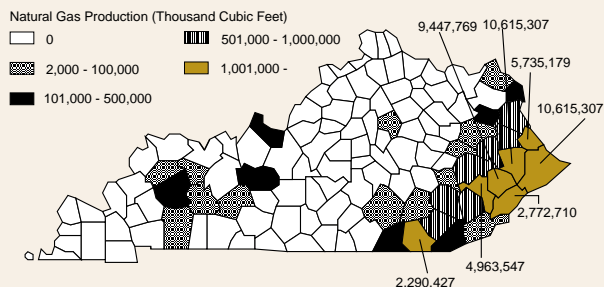 Natural Gas Production (Thousand Cubic Feet)
0
501,000 - 1,000,000
2,000 - 100,000
1,001,000 -
101,000 - 500,000
9,447,769
10,615,307
5,735,179
10,615,307
2,772,710
4,963,547
2,290,427